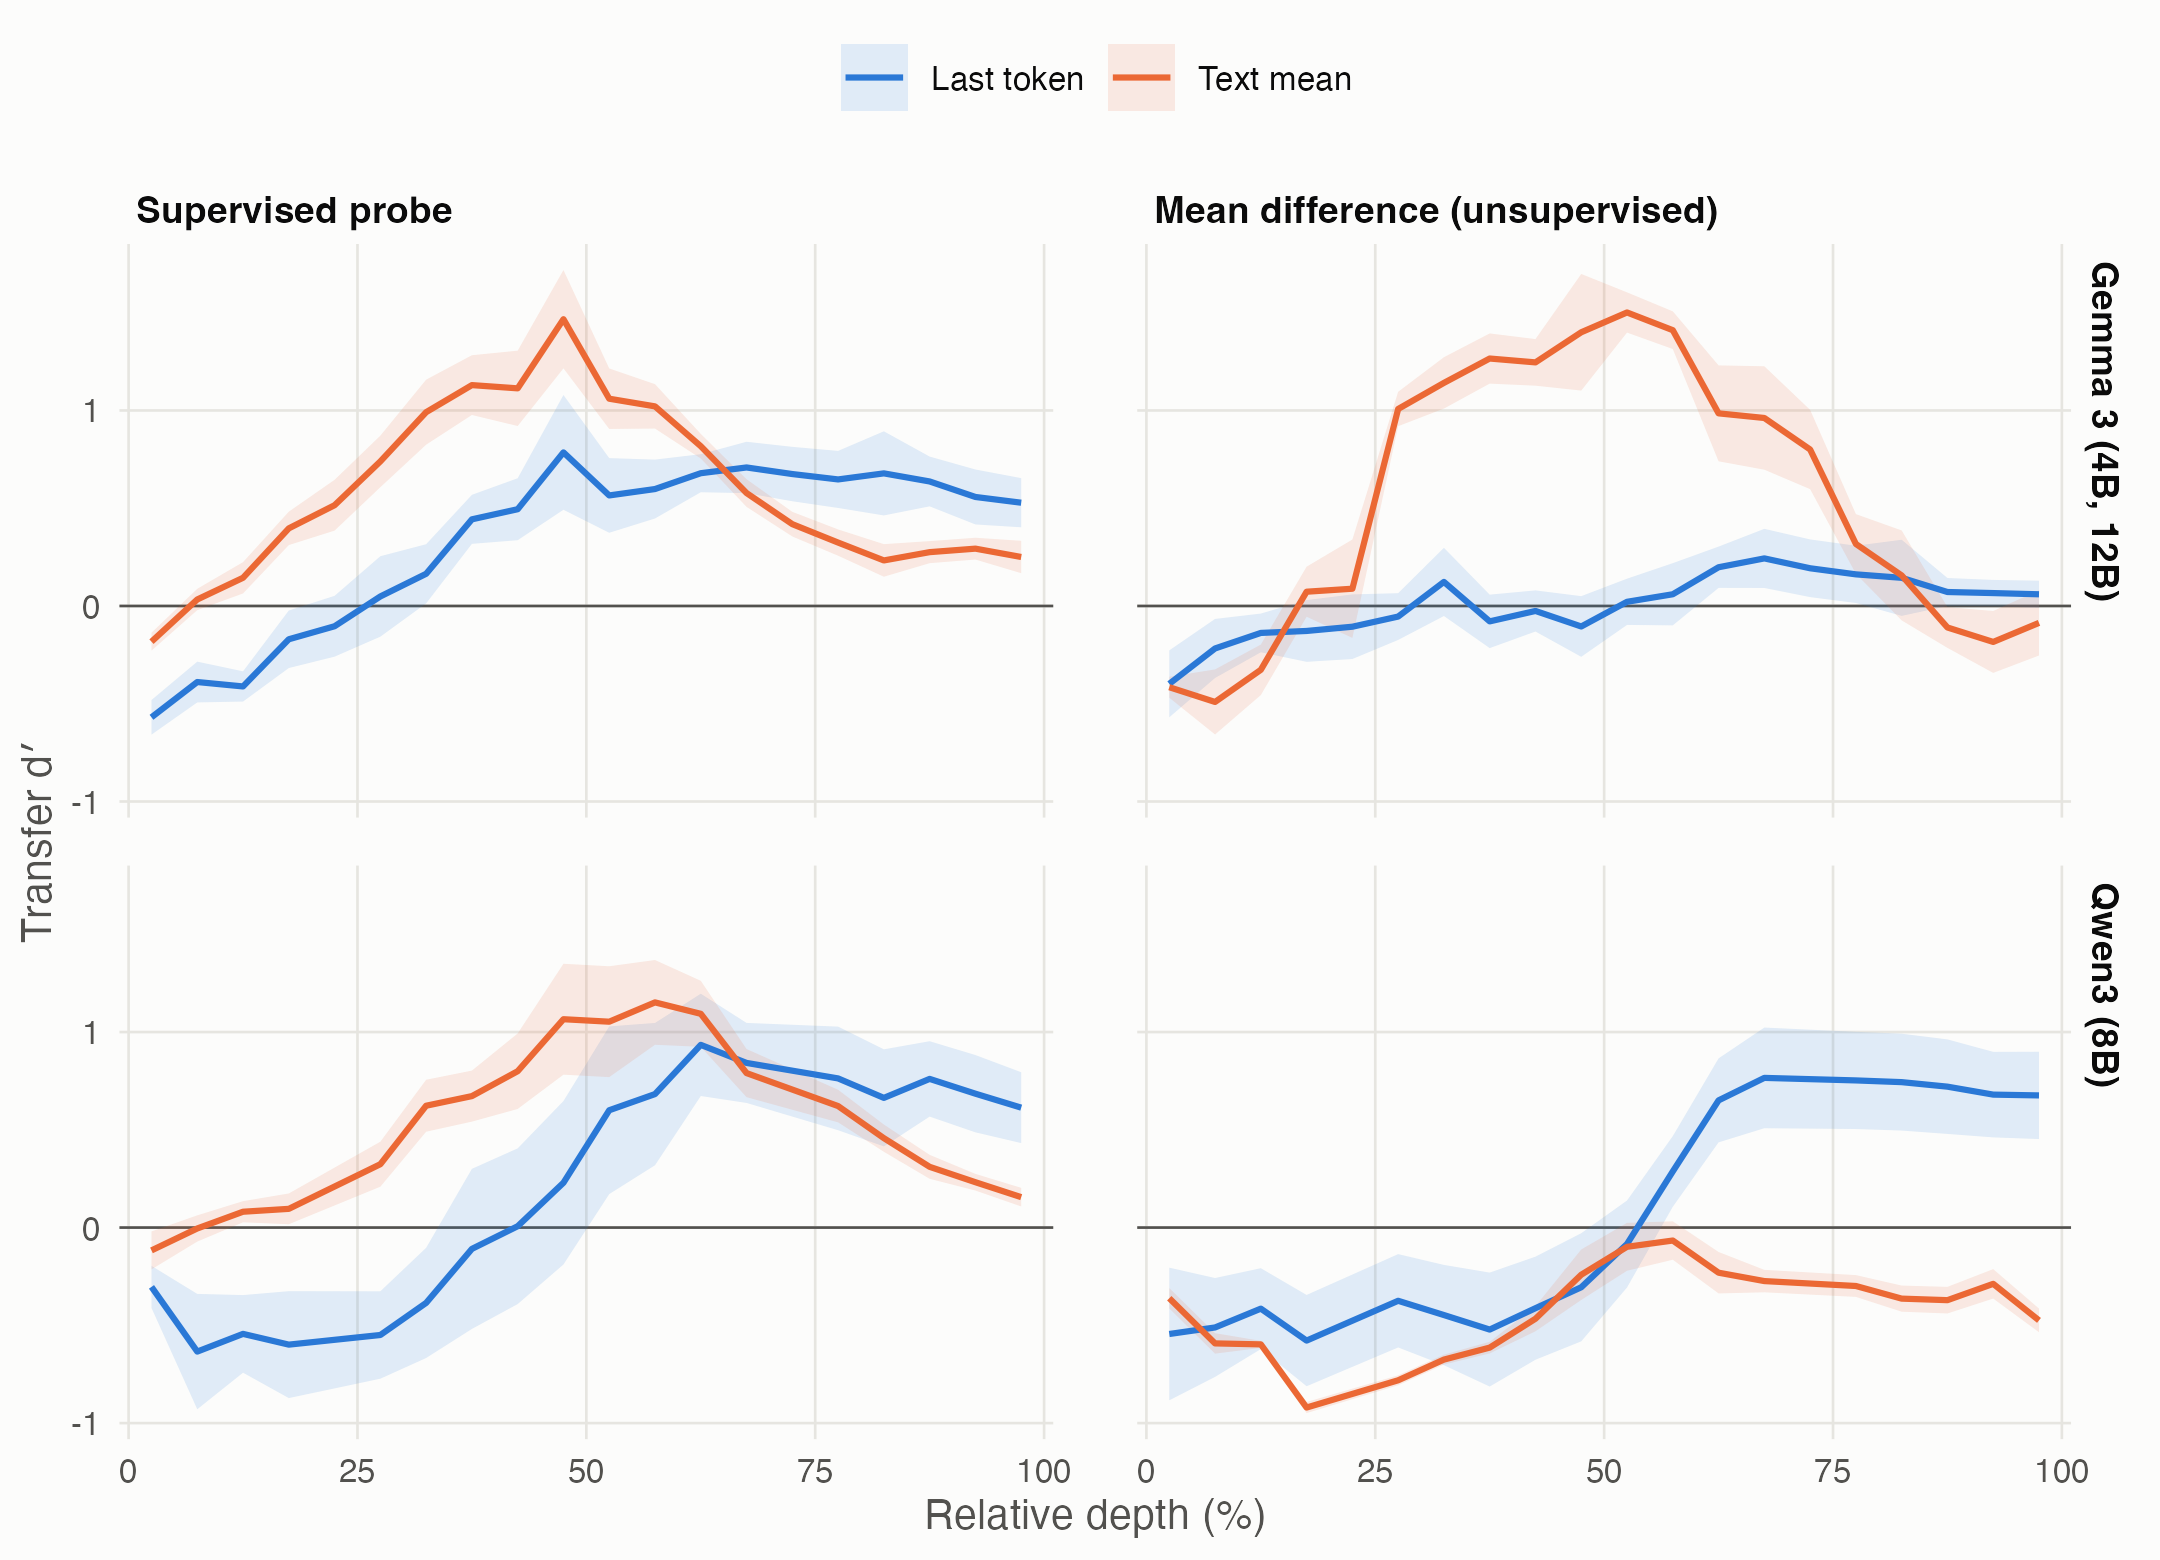 Last token
Text mean
Supervised probe
Mean difference (unsupervised)
Gemma 3 (4B, 12B)
1
0
-1
Transfer d′
Qwen3 (8B)
1
0
-1
0
25
50
75
100
0
25
50
75
100
Relative depth (%)